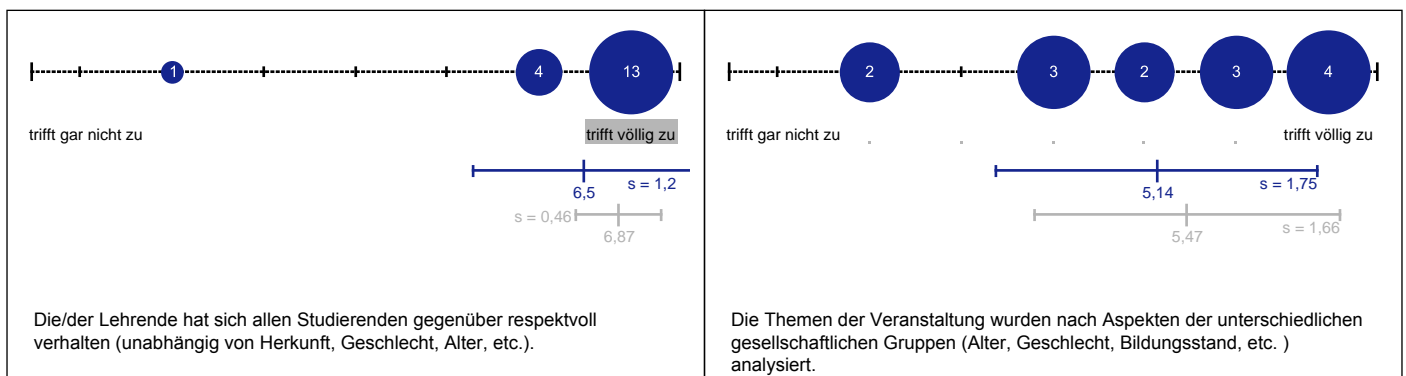 1
4
13
trifft gar nicht zu
trifft völlig zu
6,5
s = 1,2
s = 0,46
6,87
Die/der Lehrende hat sich allen Studierenden gegenüber respektvoll
verhalten (unabhängig von Herkunft, Geschlecht, Alter, etc.).
2
3
2
3
4
trifft gar nicht zu
trifft völlig zu
5,14
s = 1,75
5,47
s = 1,66
Die Themen der Veranstaltung wurden nach Aspekten der unterschiedlichen
gesellschaftlichen Gruppen (Alter, Geschlecht, Bildungsstand, etc. )
analysiert.